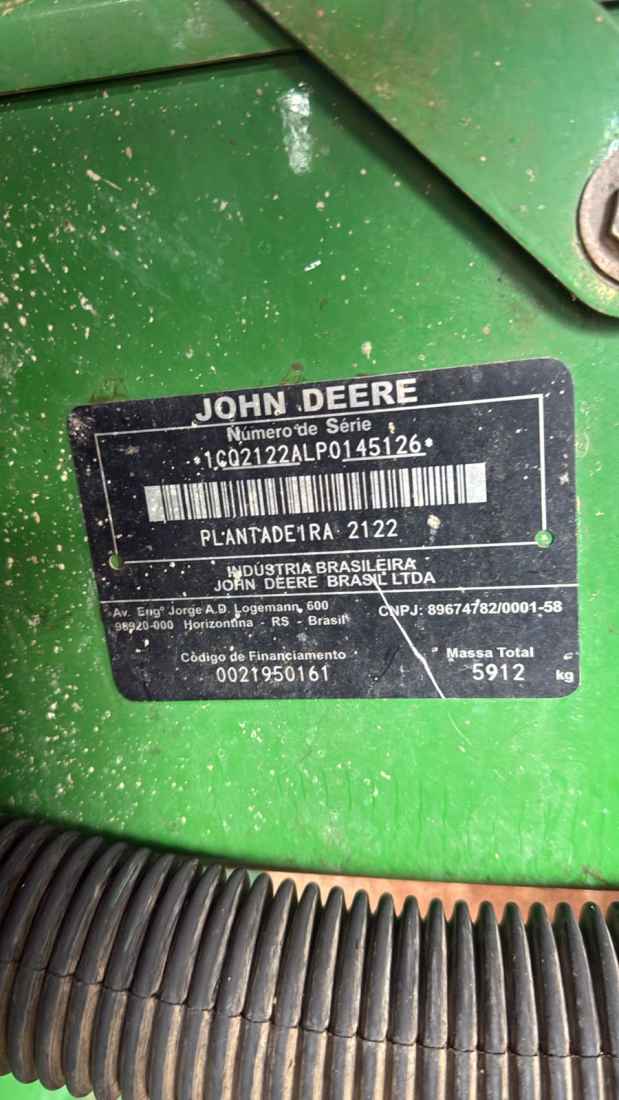 JOHN DEERE
Número de Série
*1CQ2122ALP0145126*
PLANTADEIRA 2122
INDÚSTRIA BRASILEIRA
JOHN DEERE BRASIL LTDA
Av. Engº Jorge A.D. Logemann, 600 CNPJ: 89674782/0001-58
98920-000 Horizontina - RS - Brasil
Código de Financiamento Massa Total
0021950161 5912 kg